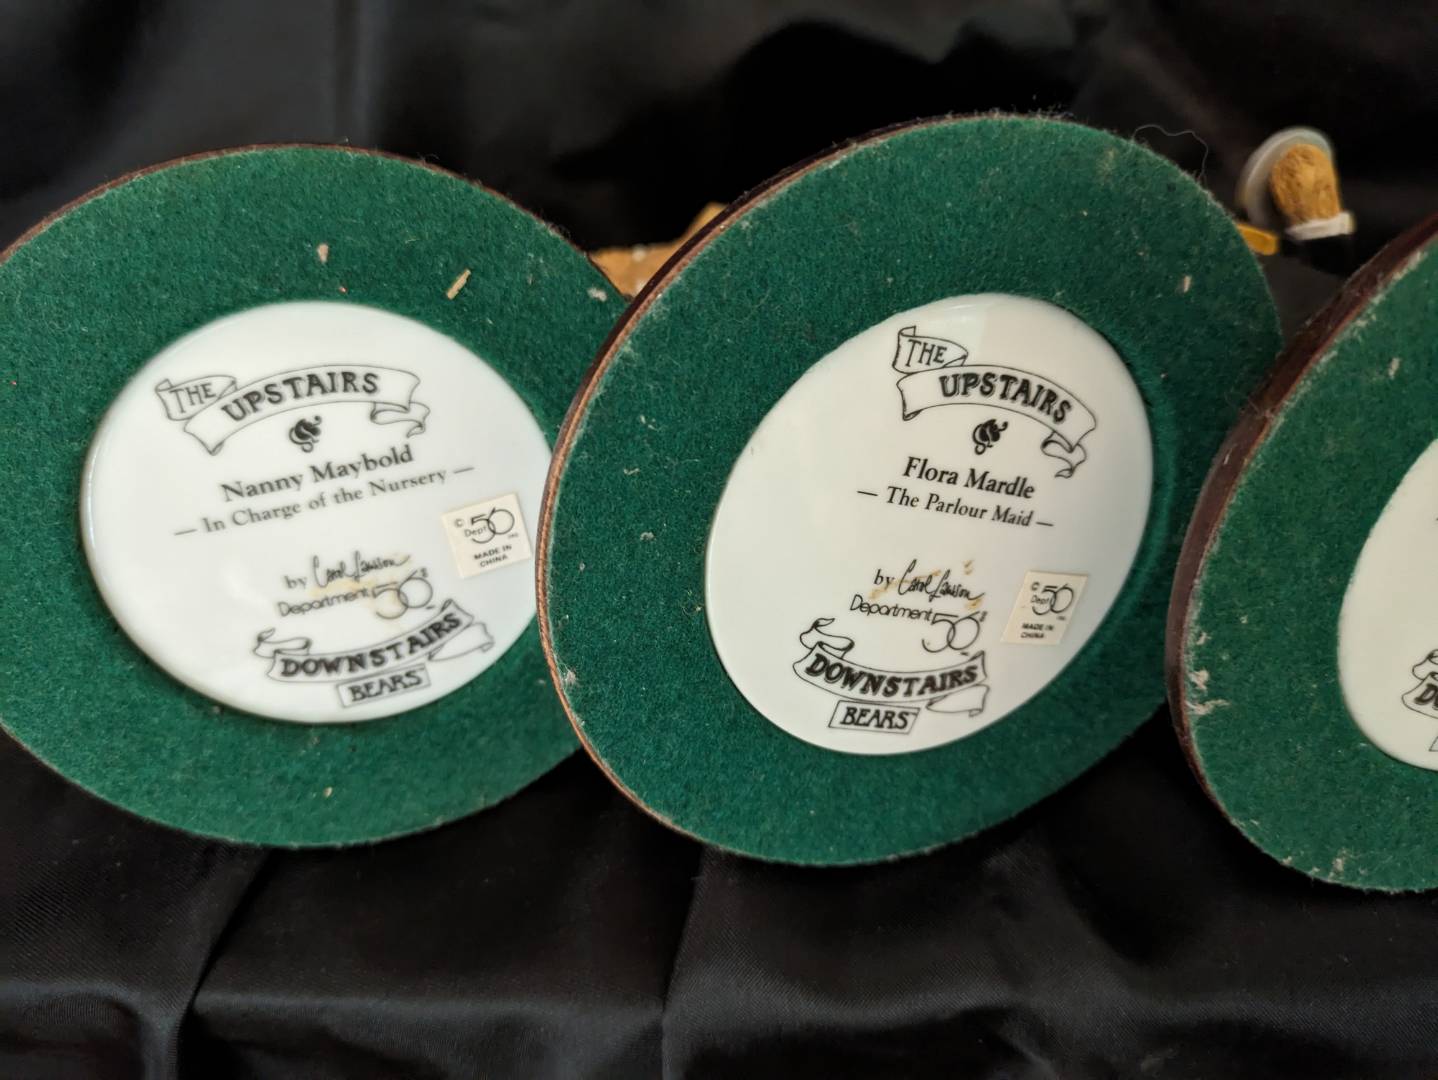 THE
UPSTAIRS
Nanny Maybold
— In Charge of the Nursery —
© Dept 56 INC
MADE IN
CHINA
by Carol Lawson
Department 56®
DOWNSTAIRS
BEARS
THE
UPSTAIRS
Flora Mardle
— The Parlour Maid —
© Dept 56 INC
MADE IN
CHINA
by Carol Lawson
Department 56®
DOWNSTAIRS
BEARS